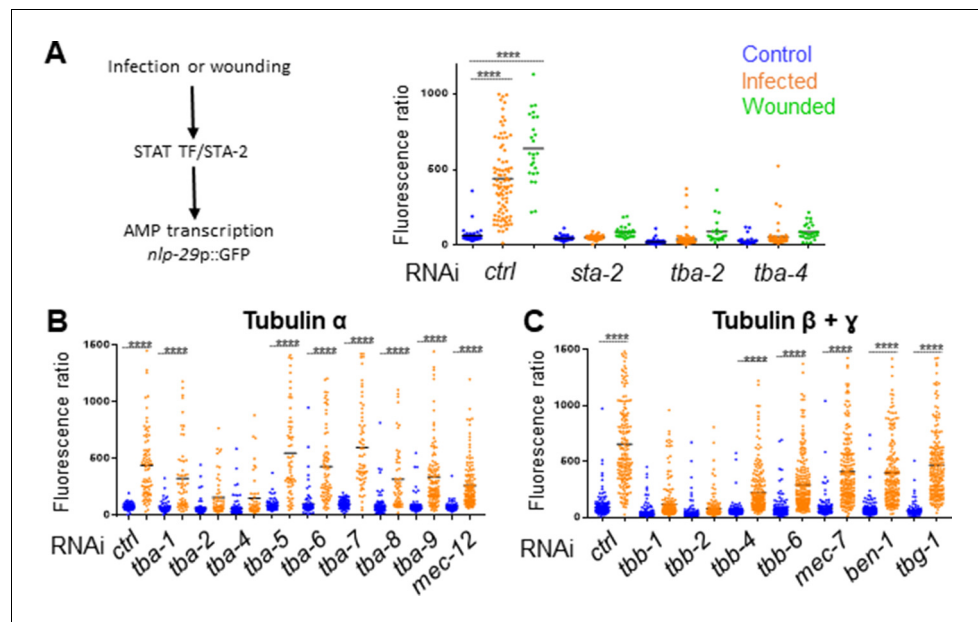 A
Infection or wounding
STAT TF/STA-2
AMP transcription
nlp-29p::GFP
Control
Infected
Wounded
****
****
Fluorescence ratio
1000
500
0
RNAi ctrl sta-2 tba-2 tba-4
B Tubulin α
**** **** **** **** **** **** **** ****
Fluorescence ratio
1600
1000
500
0
RNAi ctrl tba-1 tba-2 tba-4 tba-5 tba-6 tba-7 tba-8 tba-9 mec-12
C Tubulin β + ɣ
**** **** **** **** **** ****
Fluorescence ratio
1600
1000
500
0
RNAi ctrl tbb-1 tbb-2 tbb-4 tbb-6 mec-7 ben-1 tbg-1